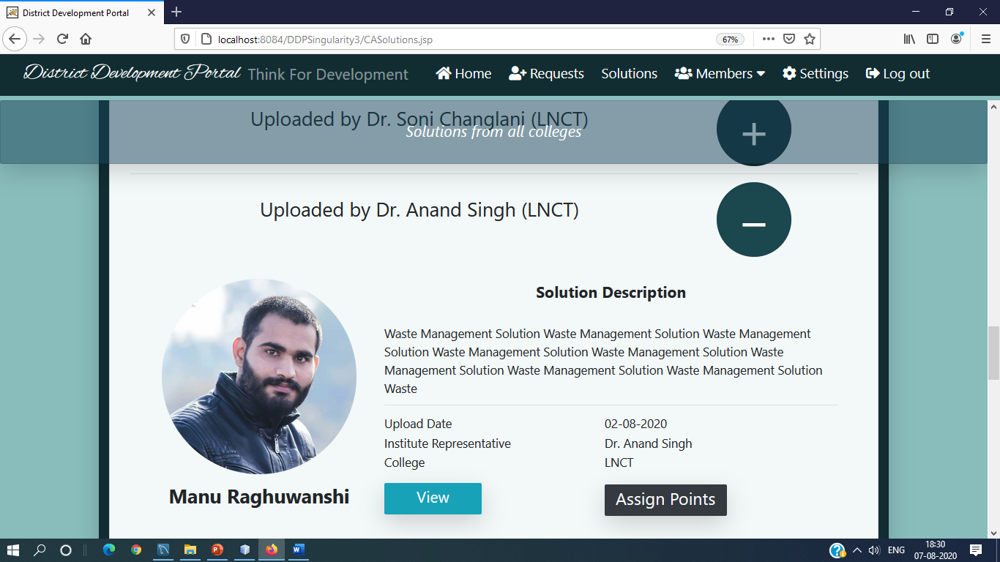 District Development Portal
localhost:8084/DDPSingularity3/CASolutions.jsp
67%
District Development Portal Think For Development Home Requests Solutions Members Settings Log out
Uploaded by Dr. Soni Changlani (LNCT)
Solutions from all colleges
Uploaded by Dr. Anand Singh (LNCT)
Solution Description
Waste Management Solution Waste Management Solution Waste Management
Solution Waste Management Solution Waste Management Solution Waste
Management Solution Waste Management Solution Waste Management Solution
Waste
Upload Date 02-08-2020
Institute Representative Dr. Anand Singh
College LNCT
Manu Raghuwanshi
View Assign Points
ENG
18:30
07-08-2020